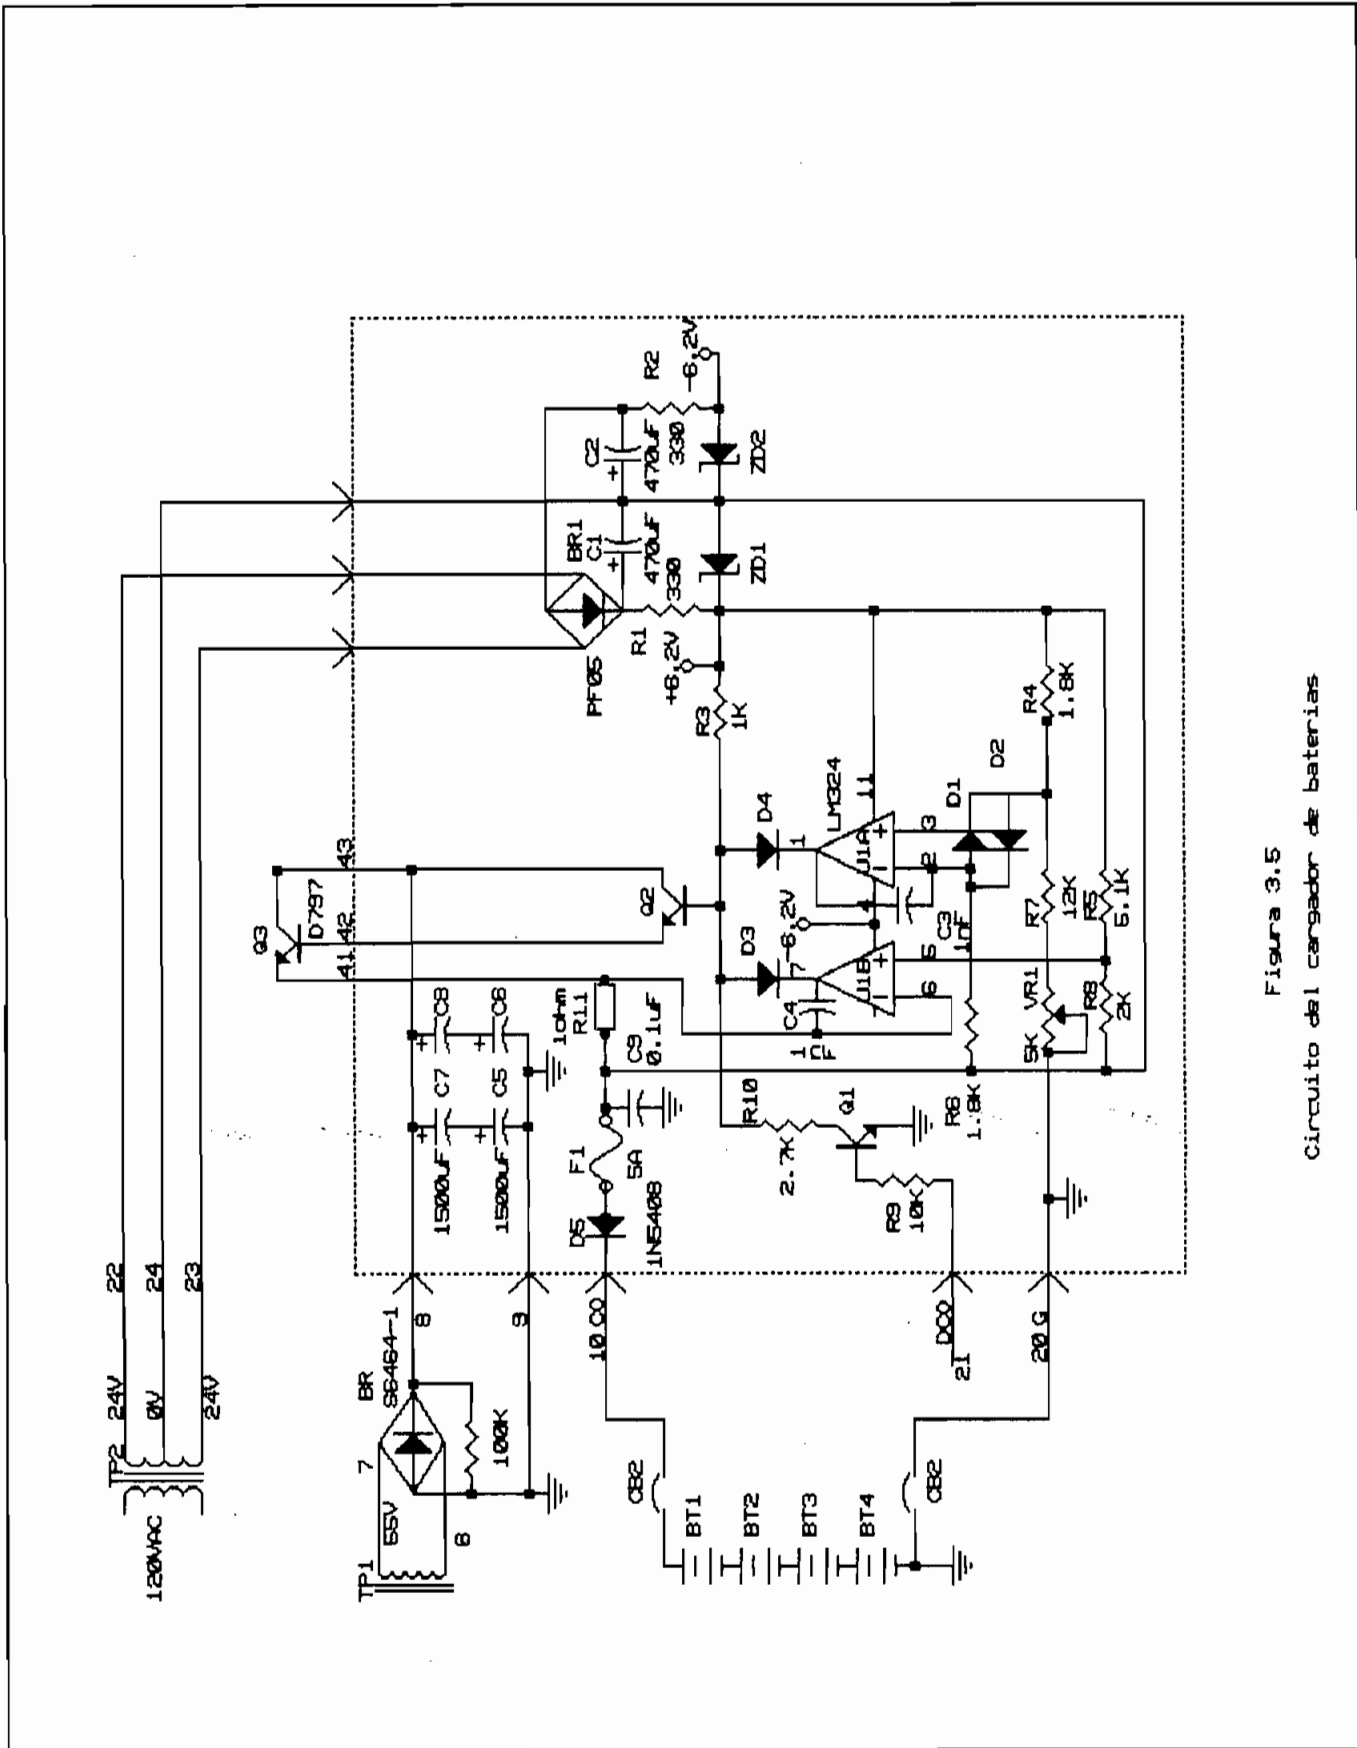 120VAC
TP2
24V
22
0V
24
24V
23
TP1
55V
7
6
BR
SB464-1
100K
8
9
10 CO
DCO
21
20 G
CB2
BT1
BT2
BT3
BT4
CB2
Q3
D797
41
42
43
1500uF
C7
C8
1500uF
C5
C6
1ohm
R11
C9
0.1uF
F1
5A
D5
1N5408
R10
2.7K
Q1
R9
10K
R6
1.8K
Q2
D3
D4
7
1
C4
1
nF
U1B
U1A
LM324
-6.2V
11
6
5
2
3
C3
1nF
D1
D2
5K
VR1
R7
12K
R4
1.8K
R8
2K
R5
5.1K
R3
1K
+6.2V
PF05
R1
330
BR1
C1
470uF
C2
470uF
330
R2
-6.2V
ZD1
ZD2
Figura 3.5
Circuito del cargador de baterias